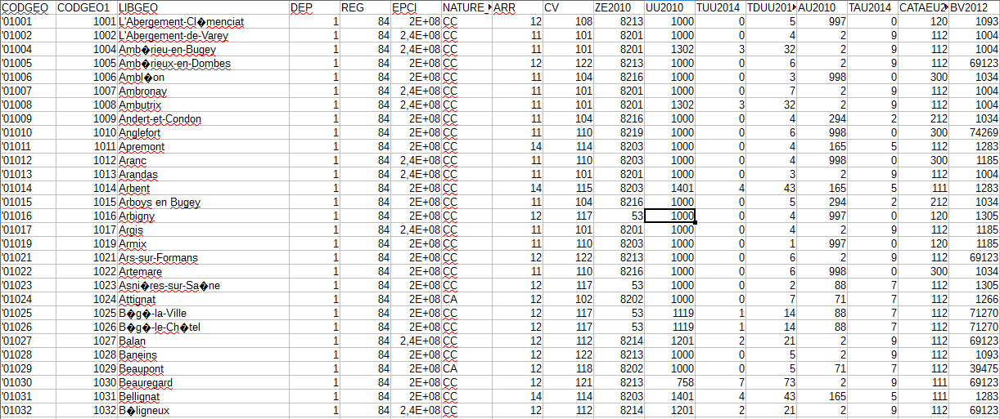 CODGEO CODGEO1 LIBGEO DEP REG EPCI NATURE_ ARR CV ZE2010 UU2010 TUU2014 TDUU201 AU2010 TAU2014 CATAEU2 BV2012
'01001 1001 L'Abergement-Cl�menciat 1 84 2E+08 CC 12 108 8213 1000 0 5 997 0 120 1093
'01002 1002 L'Abergement-de-Varey 1 84 2,4E+08 CC 11 101 8201 1000 0 4 2 9 112 1004
'01004 1004 Amb�rieu-en-Bugey 1 84 2,4E+08 CC 11 101 8201 1302 3 32 2 9 112 1004
'01005 1005 Amb�rieux-en-Dombes 1 84 2E+08 CC 12 122 8213 1000 0 6 2 9 112 69123
'01006 1006 Ambl�on 1 84 2E+08 CC 11 104 8216 1000 0 3 998 0 300 1034
'01007 1007 Ambronay 1 84 2,4E+08 CC 11 101 8201 1000 0 7 2 9 112 1004
'01008 1008 Ambutrix 1 84 2,4E+08 CC 11 101 8201 1302 3 32 2 9 112 1004
'01009 1009 Andert-et-Condon 1 84 2E+08 CC 11 104 8216 1000 0 4 294 2 212 1034
'01010 1010 Anglefort 1 84 2E+08 CC 11 110 8219 1000 0 6 998 0 300 74269
'01011 1011 Apremont 1 84 2E+08 CC 14 114 8203 1000 0 4 165 5 112 1283
'01012 1012 Aranc 1 84 2,4E+08 CC 11 110 8203 1000 0 4 998 0 300 1185
'01013 1013 Arandas 1 84 2,4E+08 CC 11 101 8201 1000 0 3 2 9 112 1004
'01014 1014 Arbent 1 84 2E+08 CC 14 115 8203 1401 4 43 165 5 111 1283
'01015 1015 Arboys en Bugey 1 84 2E+08 CC 11 104 8216 1000 0 5 294 2 212 1034
'01016 1016 Arbigny 1 84 2E+08 CC 12 117 53 1000 0 4 997 0 120 1305
'01017 1017 Argis 1 84 2,4E+08 CC 11 101 8201 1000 0 4 2 9 112 1185
'01019 1019 Armix 1 84 2E+08 CC 11 110 8203 1000 0 1 997 0 120 1185
'01021 1021 Ars-sur-Formans 1 84 2E+08 CC 12 122 8213 1000 0 6 2 9 112 69123
'01022 1022 Artemare 1 84 2E+08 CC 11 110 8216 1000 0 6 998 0 300 1034
'01023 1023 Asni�res-sur-Sa�ne 1 84 2E+08 CC 12 117 53 1000 0 2 88 7 112 1305
'01024 1024 Attignat 1 84 2E+08 CA 12 102 8202 1000 0 7 71 7 112 1266
'01025 1025 B�g�-la-Ville 1 84 2E+08 CC 12 117 53 1119 1 14 88 7 112 71270
'01026 1026 B�g�-le-Ch�tel 1 84 2E+08 CC 12 117 53 1119 1 14 88 7 112 71270
'01027 1027 Balan 1 84 2,4E+08 CC 12 112 8214 1201 2 21 2 9 112 69123
'01028 1028 Baneins 1 84 2E+08 CC 12 122 8213 1000 0 5 2 9 112 1093
'01029 1029 Beaupont 1 84 2E+08 CA 12 118 8202 1000 0 5 71 7 112 39475
'01030 1030 Beauregard 1 84 2E+08 CC 12 121 8213 758 7 73 2 9 111 69123
'01031 1031 Bellignat 1 84 2E+08 CC 14 114 8203 1401 4 43 165 5 111 1283
'01032 1032 B�ligneux 1 84 2,4E+08 CC 12 112 8214 1201 2 21 2 9 112 69123